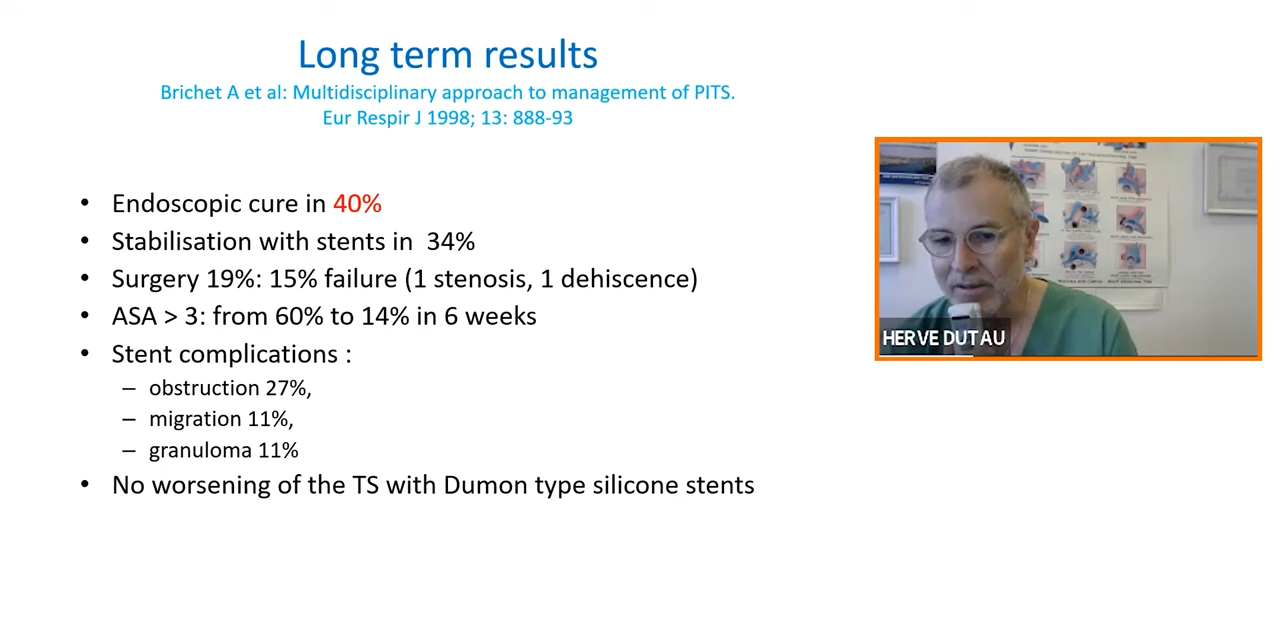 Long term results
Brichet A et al: Multidisciplinary approach to management of PITS.
Eur Respir J 1998; 13: 888-93
• Endoscopic cure in 40%
• Stabilisation with stents in 34%
• Surgery 19%: 15% failure (1 stenosis, 1 dehiscence)
• ASA > 3: from 60% to 14% in 6 weeks
• Stent complications :
– obstruction 27%,
– migration 11%,
– granuloma 11%
• No worsening of the TS with Dumon type silicone stents
HERVE DUTAU